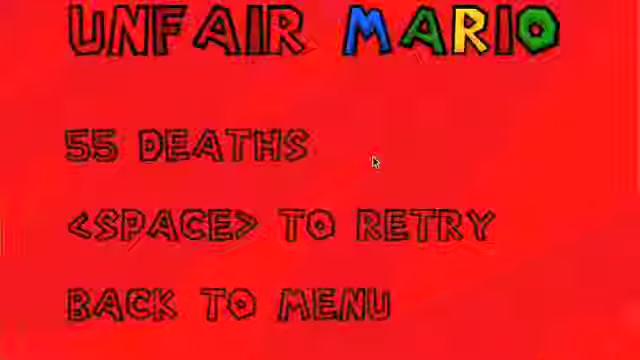 UNFAIR MARIO
55 DEATHS
<SPACE> TO RETRY
BACK TO MENU